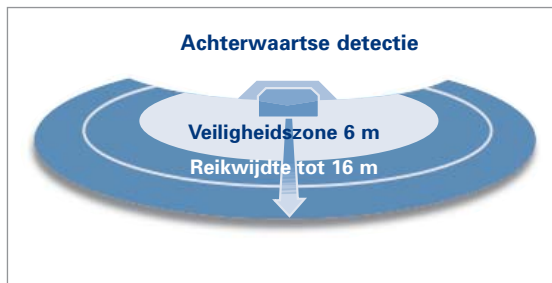 Achterwaartse detectie
Veiligheidszone 6 m
Reikwijdte tot 16 m